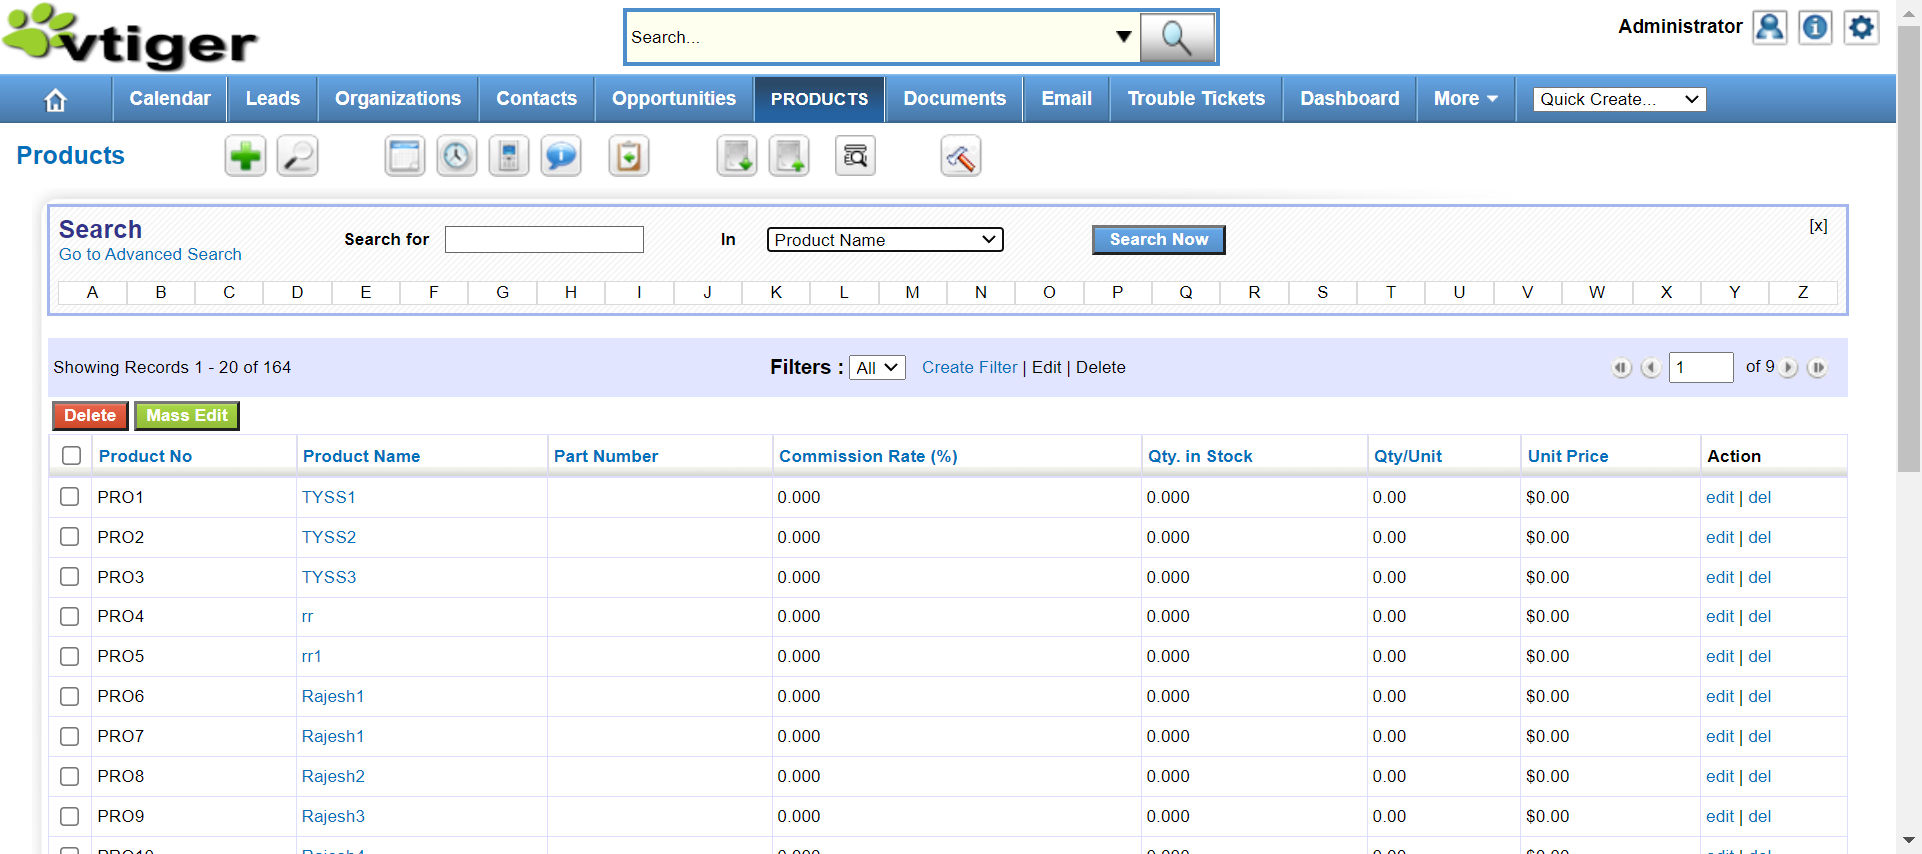 vtiger
Search...
Administrator
Calendar Leads Organizations Contacts Opportunities PRODUCTS Documents Email Trouble Tickets Dashboard More Quick Create...
Products
Search
Go to Advanced Search
Search for In Product Name Search Now [x]
A B C D E F G H I J K L M N O P Q R S T U V W X Y Z
Showing Records 1 - 20 of 164 Filters : All Create Filter | Edit | Delete 1 of 9
Delete Mass Edit
Product No Product Name Part Number Commission Rate (%) Qty. in Stock Qty/Unit Unit Price Action
PRO1 TYSS1 0.000 0.000 0.00 $0.00 edit | del
PRO2 TYSS2 0.000 0.000 0.00 $0.00 edit | del
PRO3 TYSS3 0.000 0.000 0.00 $0.00 edit | del
PRO4 rr 0.000 0.000 0.00 $0.00 edit | del
PRO5 rr1 0.000 0.000 0.00 $0.00 edit | del
PRO6 Rajesh1 0.000 0.000 0.00 $0.00 edit | del
PRO7 Rajesh1 0.000 0.000 0.00 $0.00 edit | del
PRO8 Rajesh2 0.000 0.000 0.00 $0.00 edit | del
PRO9 Rajesh3 0.000 0.000 0.00 $0.00 edit | del